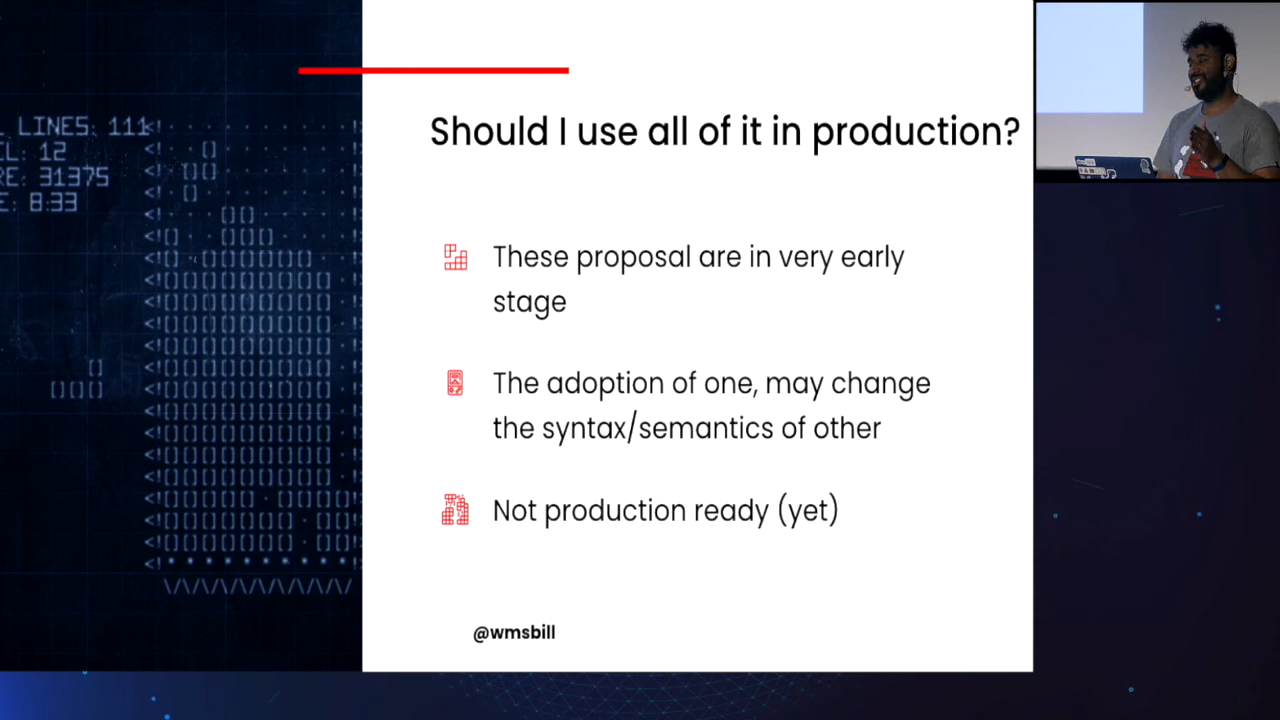 LINES: 111
L: 12
RE: 31375
E: 8:33
Should I use all of it in production?
These proposal are in very early
stage
The adoption of one, may change
the syntax/semantics of other
Not production ready (yet)
@wmsbill